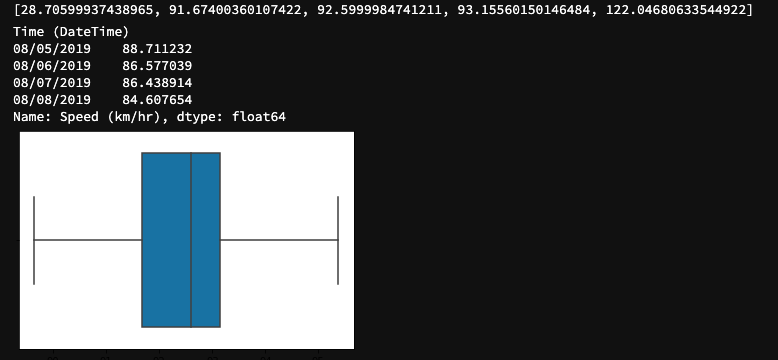 [28.70599937438965, 91.67400360107422, 92.5999984741211, 93.15560150146484, 122.04680633544922]
Time (DateTime)
08/05/2019    88.711232
08/06/2019    86.577039
08/07/2019    86.438914
08/08/2019    84.607654
Name: Speed (km/hr), dtype: float64